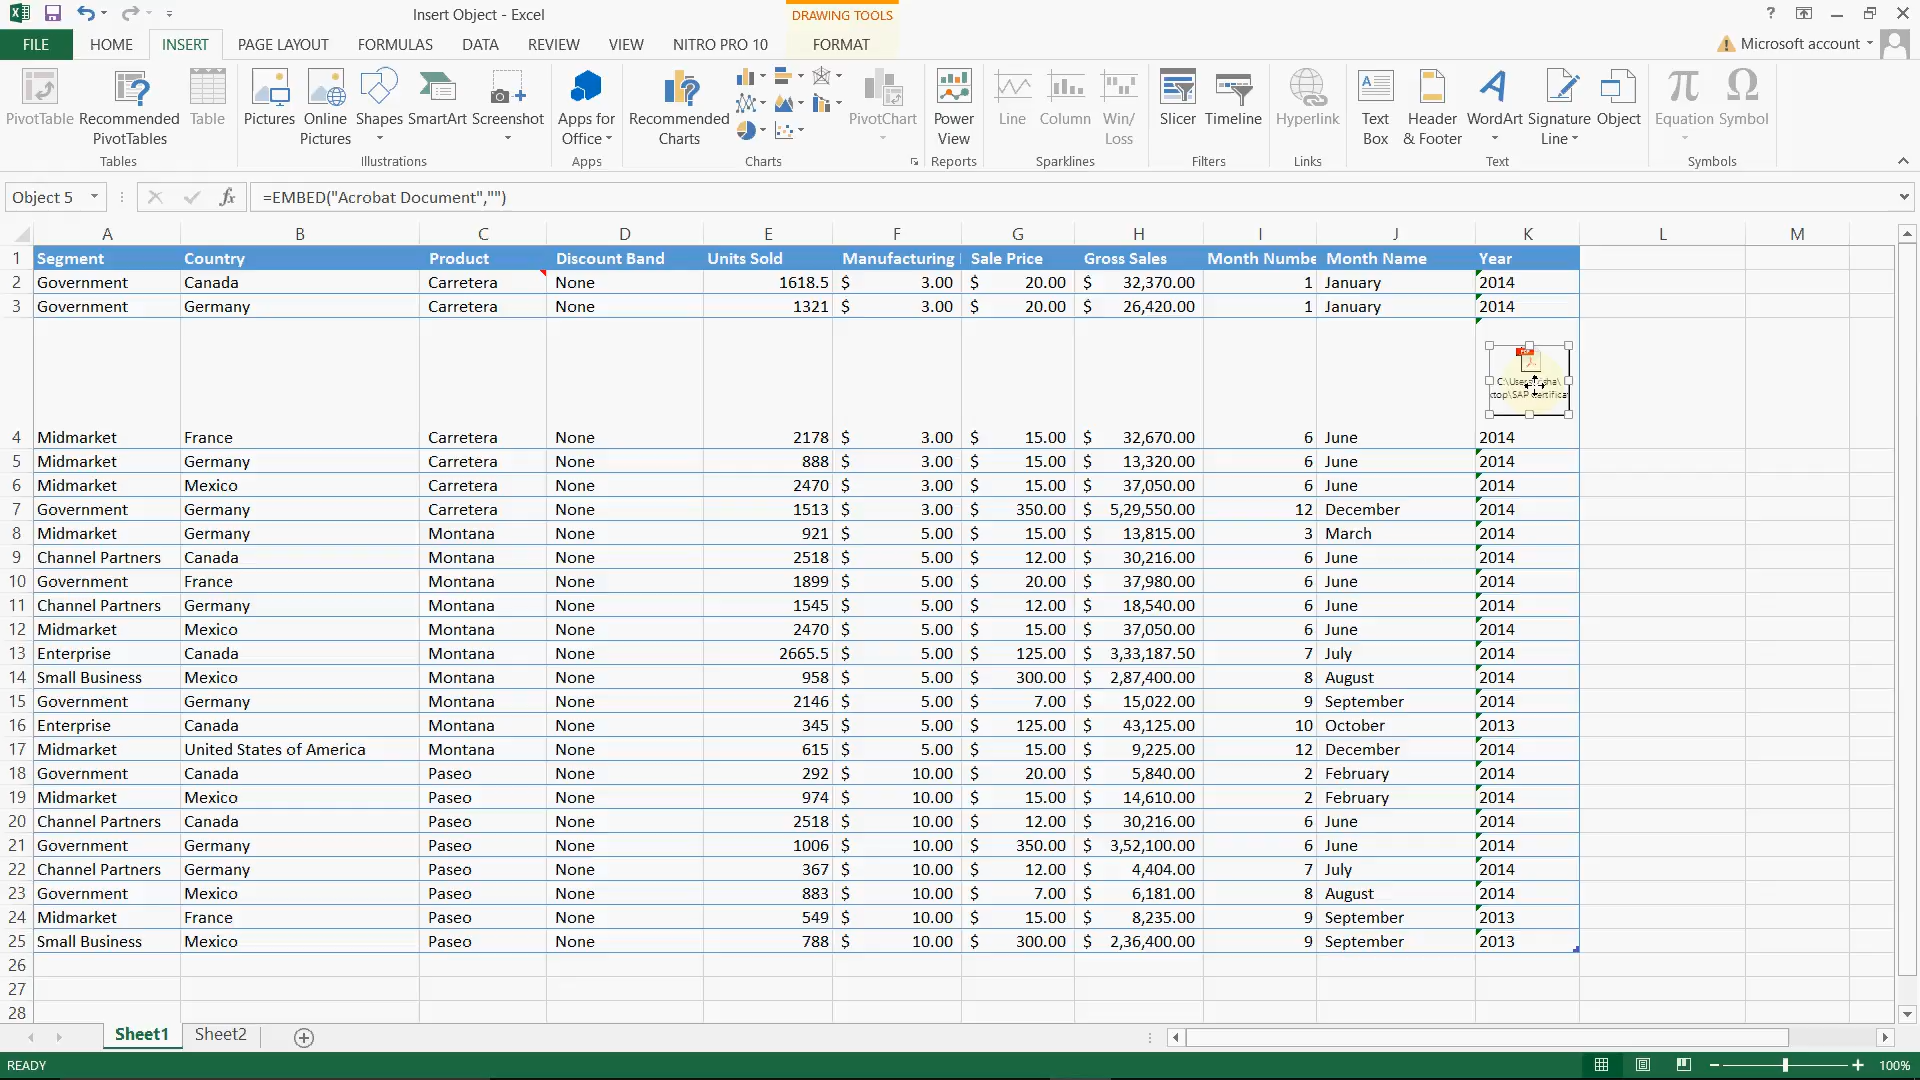 Insert Object - Excel
DRAWING TOOLS
?
FILE HOME INSERT PAGE LAYOUT FORMULAS DATA REVIEW VIEW NITRO PRO 10 FORMAT
Microsoft account
PivotTable Recommended PivotTables Table
Pictures Online Pictures Shapes SmartArt Screenshot
Apps for Office
Recommended Charts
PivotChart
Power View
Line Column Win/Loss
Slicer Timeline
Hyperlink
Text Box Header & Footer WordArt Signature Line Object
Equation Symbol
Tables Illustrations Apps Charts Reports Sparklines Filters Links Text Symbols
Object 5 fx =EMBED("Acrobat Document","")
A B C D E F G H I J K L M
1 Segment Country Product Discount Band Units Sold Manufacturing Sale Price Gross Sales Month Numbe Month Name Year
2 Government Canada Carretera None 1618.5 $ 3.00 $ 20.00 $ 32,370.00 1 January 2014
3 Government Germany Carretera None 1321 $ 3.00 $ 20.00 $ 26,420.00 1 January 2014
4 Midmarket France Carretera None 2178 $ 3.00 $ 15.00 $ 32,670.00 6 June 2014
5 Midmarket Germany Carretera None 888 $ 3.00 $ 15.00 $ 13,320.00 6 June 2014
6 Midmarket Mexico Carretera None 2470 $ 3.00 $ 15.00 $ 37,050.00 6 June 2014
7 Government Germany Carretera None 1513 $ 3.00 $ 350.00 $ 5,29,550.00 12 December 2014
8 Midmarket Germany Montana None 921 $ 5.00 $ 15.00 $ 13,815.00 3 March 2014
9 Channel Partners Canada Montana None 2518 $ 5.00 $ 12.00 $ 30,216.00 6 June 2014
10 Government France Montana None 1899 $ 5.00 $ 20.00 $ 37,980.00 6 June 2014
11 Channel Partners Germany Montana None 1545 $ 5.00 $ 12.00 $ 18,540.00 6 June 2014
12 Midmarket Mexico Montana None 2470 $ 5.00 $ 15.00 $ 37,050.00 6 June 2014
13 Enterprise Canada Montana None 2665.5 $ 5.00 $ 125.00 $ 3,33,187.50 7 July 2014
14 Small Business Mexico Montana None 958 $ 5.00 $ 300.00 $ 2,87,400.00 8 August 2014
15 Government Germany Montana None 2146 $ 5.00 $ 7.00 $ 15,022.00 9 September 2014
16 Enterprise Canada Montana None 345 $ 5.00 $ 125.00 $ 43,125.00 10 October 2013
17 Midmarket United States of America Montana None 615 $ 5.00 $ 15.00 $ 9,225.00 12 December 2014
18 Government Canada Paseo None 292 $ 10.00 $ 20.00 $ 5,840.00 2 February 2014
19 Midmarket Mexico Paseo None 974 $ 10.00 $ 15.00 $ 14,610.00 2 February 2014
20 Channel Partners Canada Paseo None 2518 $ 10.00 $ 12.00 $ 30,216.00 6 June 2014
21 Government Germany Paseo None 1006 $ 10.00 $ 350.00 $ 3,52,100.00 6 June 2014
22 Channel Partners Germany Paseo None 367 $ 10.00 $ 12.00 $ 4,404.00 7 July 2014
23 Government Mexico Paseo None 883 $ 10.00 $ 7.00 $ 6,181.00 8 August 2014
24 Midmarket France Paseo None 549 $ 10.00 $ 15.00 $ 8,235.00 9 September 2013
25 Small Business Mexico Paseo None 788 $ 10.00 $ 300.00 $ 2,36,400.00 9 September 2013
26
27
28
Sheet1 Sheet2
READY 100%